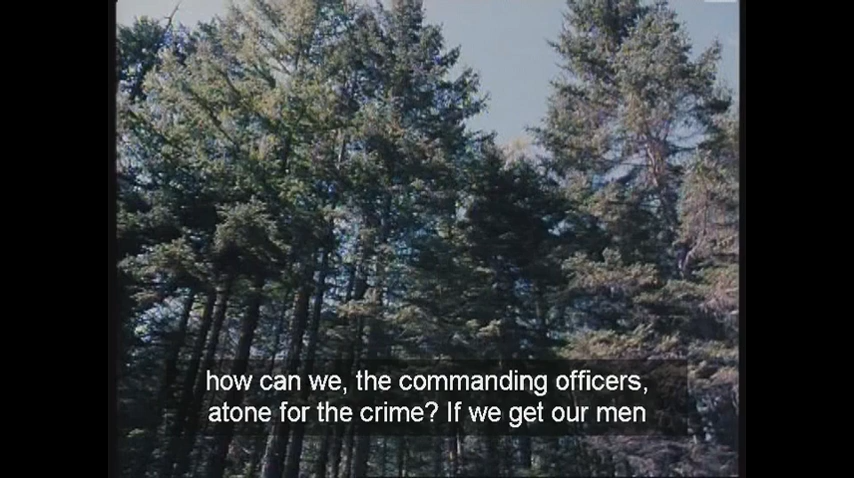 how can we, the commanding officers,
atone for the crime? If we get our men